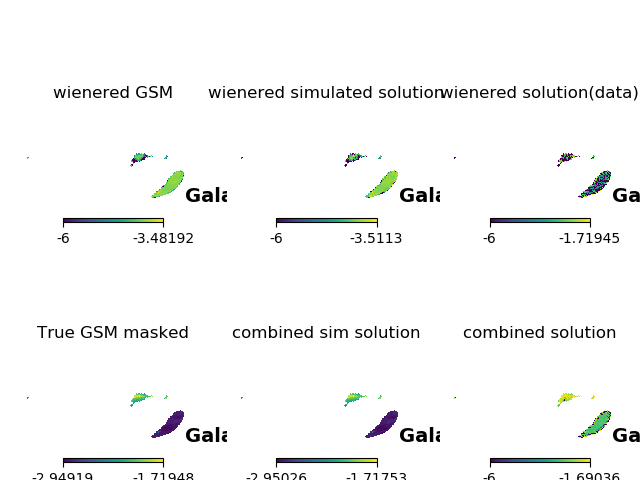 wienered GSM
wienered simulated solution
wienered solution(data)
Gala
Gala
Ga
-6 -3.48192
-6 -3.5113
-6 -1.71945
True GSM masked
combined sim solution
combined solution
Gala
Gala
Ga
-2.94919 -1.71948
-2.95026 -1.71753
-6 -1.69036